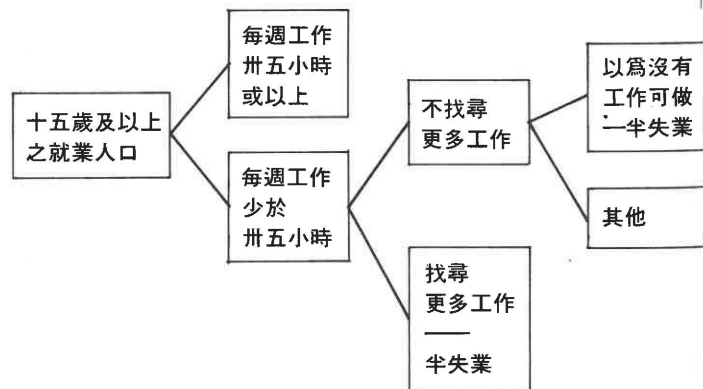 十五歲及以上
之就業人口
每週工作
卅五小時
或以上
每週工作
少於
卅五小時
不找尋
更多工作
找尋
更多工作
——
半失業
以爲沒有
工作可做
—半失業
其他